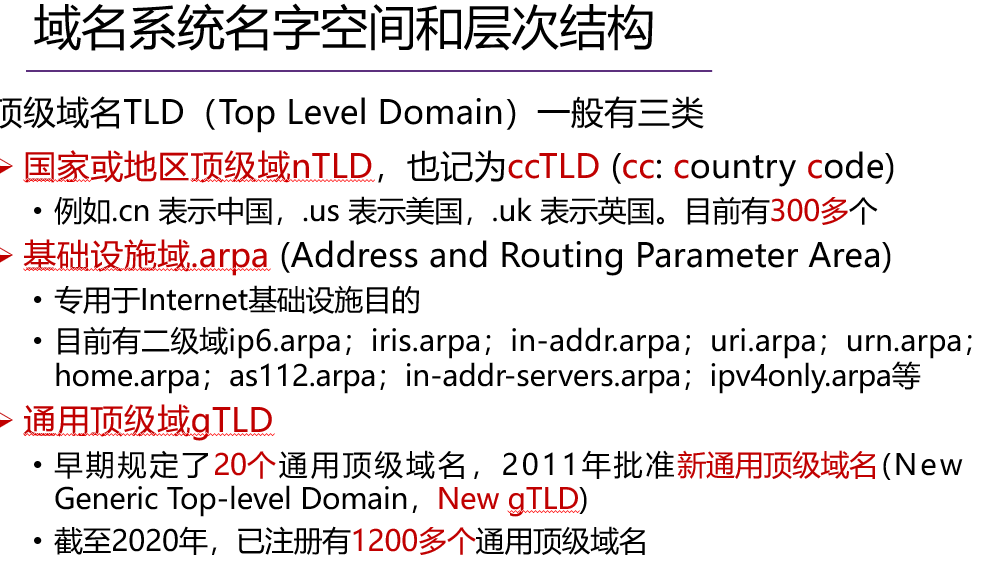 域名系统名字空间和层次结构
顶级域名TLD（Top Level Domain）一般有三类
国家或地区顶级域nTLD，也记为ccTLD (cc: country code)
• 例如.cn 表示中国，.us 表示美国，.uk 表示英国。目前有300多个
基础设施域.arpa (Address and Routing Parameter Area)
• 专用于Internet基础设施目的
• 目前有二级域ip6.arpa；iris.arpa；in-addr.arpa；uri.arpa；urn.arpa；
home.arpa；as112.arpa；in-addr-servers.arpa；ipv4only.arpa等
通用顶级域gTLD
• 早期规定了20个通用顶级域名，2011年批准新通用顶级域名(New
Generic Top-level Domain，New gTLD)
• 截至2020年，已注册有1200多个通用顶级域名